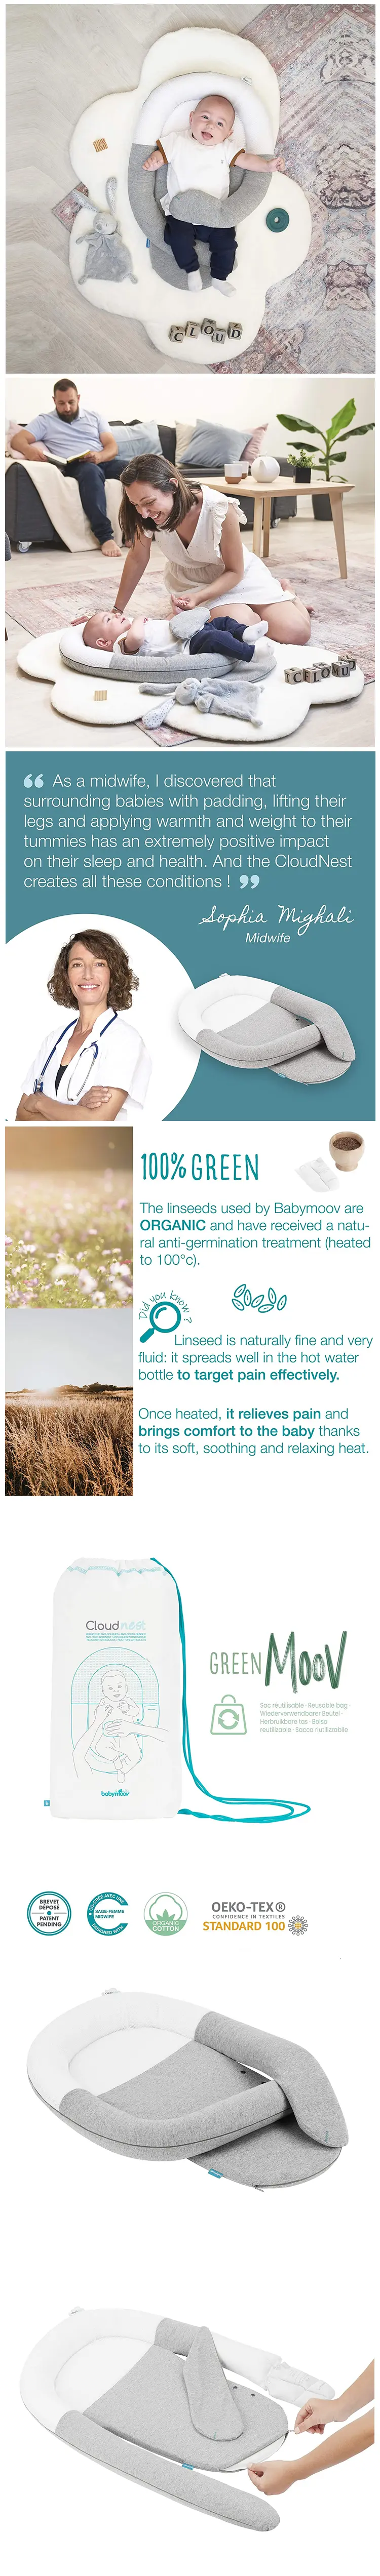 CLOUD
CLOUD
“ As a midwife, I discovered that
surrounding babies with padding, lifting their
legs and applying warmth and weight to their
tummies has an extremely positive impact
on their sleep and health. And the CloudNest
creates all these conditions ! ”
Sophia Mighali
Midwife
100% GREEN
The linseeds used by Babymoov are
ORGANIC and have received a natu-
ral anti-germination treatment (heated
to 100°c).
Did you know ?
Linseed is naturally fine and very
fluid: it spreads well in the hot water
bottle to target pain effectively.
Once heated, it relieves pain and
brings comfort to the baby thanks
to its soft, soothing and relaxing heat.
Cloudnest
babymoov
GREEN MOOV
Sac réutilisable · Reusable bag ·
Wiederverwendbarer Beutel ·
Herbruikbare tas · Bolsa
reutilizable · Sacca riutilizzabile
BREVET
DÉPOSÉ
PATENT
PENDING
SAGE-FEMME
MIDWIFE
DESIGNED WITH
ORGANIC
COTTON
OEKO-TEX®
CONFIDENCE IN TEXTILES
STANDARD 100